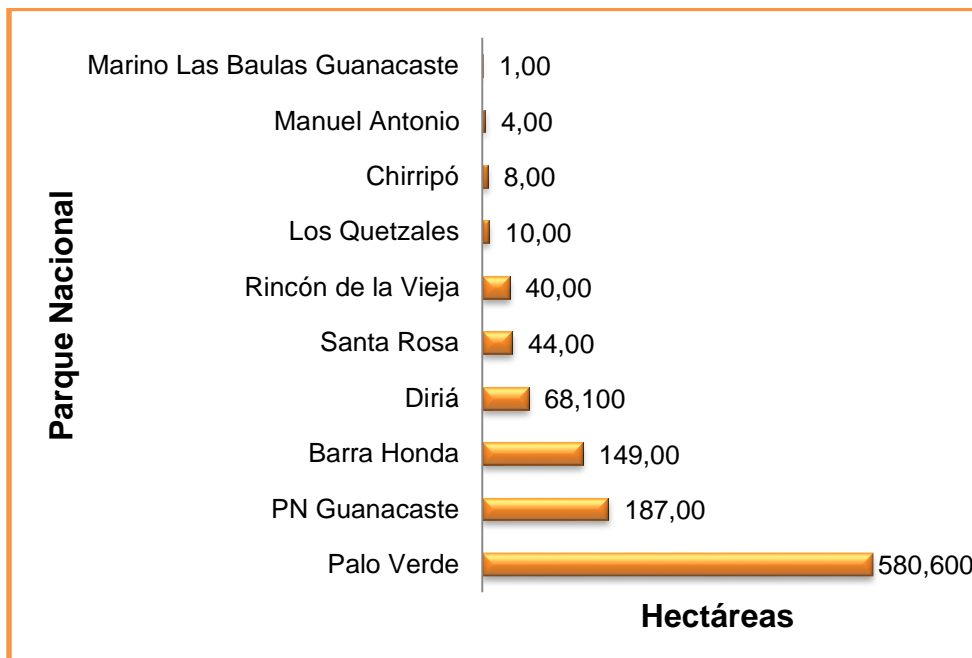 Parque Nacional
Marino Las Baulas Guanacaste 1,00
Manuel Antonio 4,00
Chirripó 8,00
Los Quetzales 10,00
Rincón de la Vieja 40,00
Santa Rosa 44,00
Diriá 68,100
Barra Honda 149,00
PN Guanacaste 187,00
Palo Verde 580,600
Hectáreas